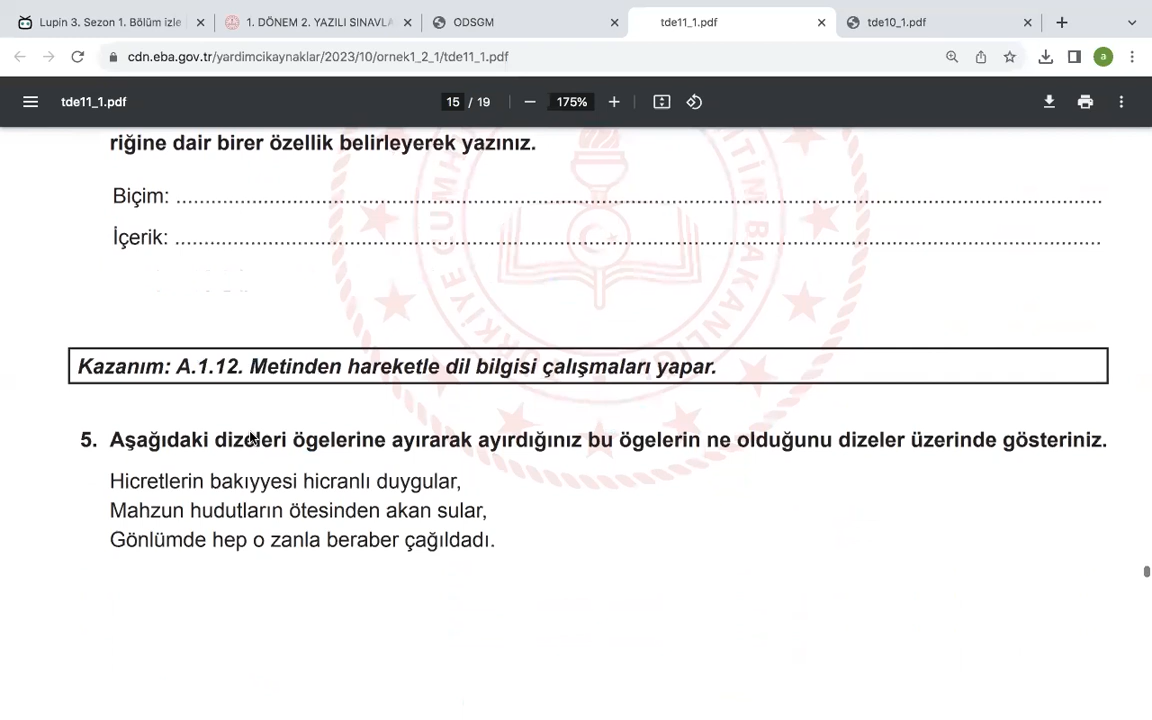 Lupin 3. Sezon 1. Bölüm izle
1. DÖNEM 2. YAZILI SINAVLA
ODSGM
tde11_1.pdf
tde10_1.pdf
cdn.eba.gov.tr/yardimcikaynaklar/2023/10/ornek1_2_1/tde11_1.pdf
a
tde11_1.pdf
15 / 19
175%
riğine dair birer özellik belirleyerek yazınız.
Biçim: ........................................................................................................................
İçerik: ........................................................................................................................
Kazanım: A.1.12. Metinden hareketle dil bilgisi çalışmaları yapar.
5. Aşağıdaki dizeleri ögelerine ayırarak ayırdığınız bu ögelerin ne olduğunu dizeler üzerinde gösteriniz.
Hicretlerin bakıyyesi hicranlı duygular,
Mahzun hudutların ötesinden akan sular,
Gönlümde hep o zanla beraber çağıldadı.